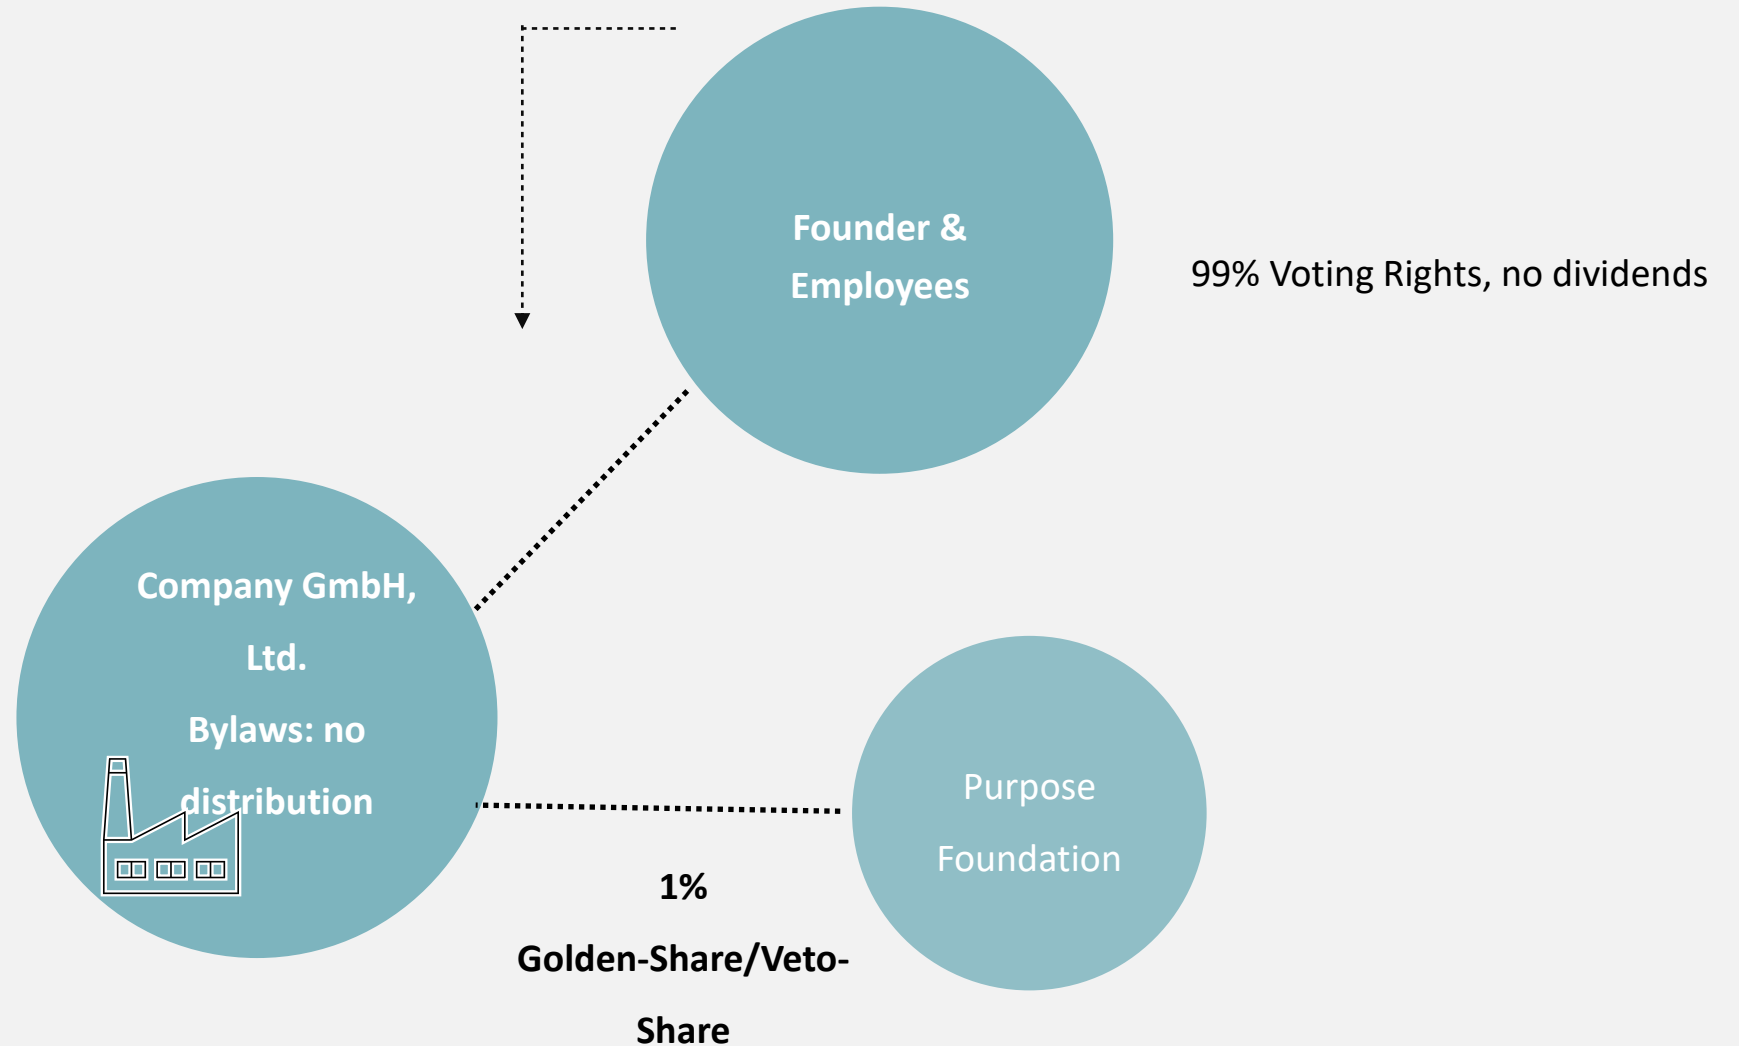 Founder &
Employees
99% Voting Rights, no dividends
Company GmbH,
Ltd.
Bylaws: no
distribution
Purpose
Foundation
1%
Golden-Share/Veto-
Share